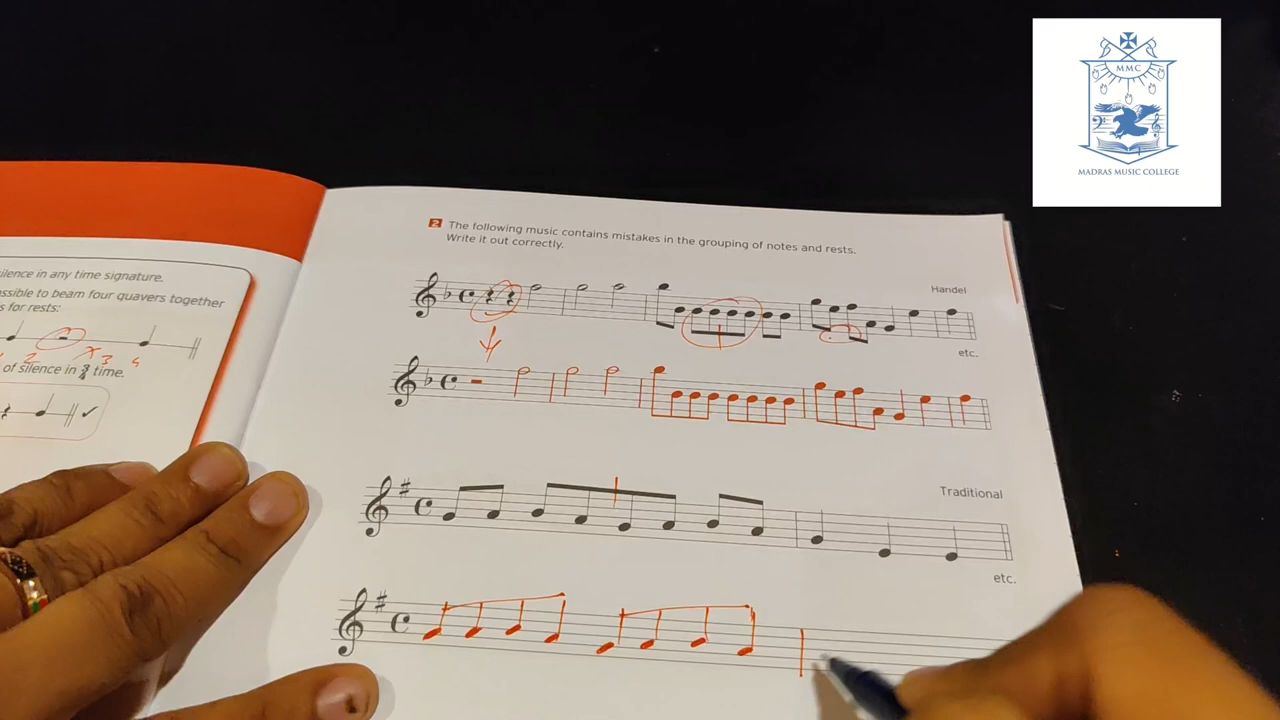 MMC
MADRAS MUSIC COLLEGE
2 The following music contains mistakes in the grouping of notes and rests.
Write it out correctly.
silence in any time signature.
to beam four quavers together
s for rests:
2 3 4
of silence in time.
Handel
etc.
Traditional
etc.